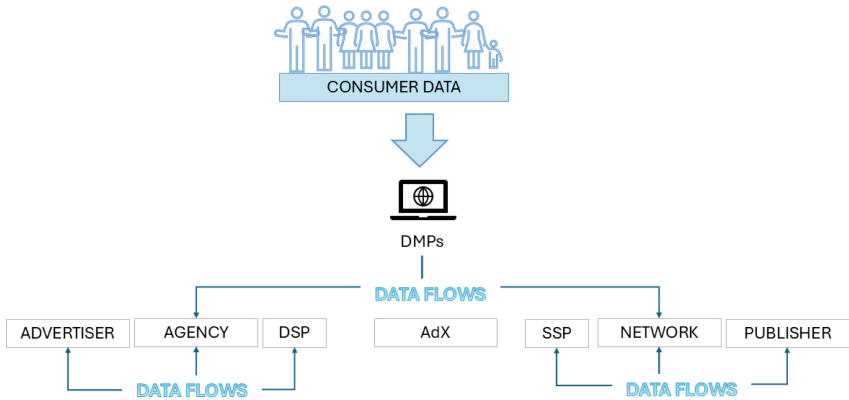 CONSUMER DATA
DMPs
DATA FLOWS
ADVERTISER
AGENCY
DSP
AdX
SSP
NETWORK
PUBLISHER
DATA FLOWS
DATA FLOWS